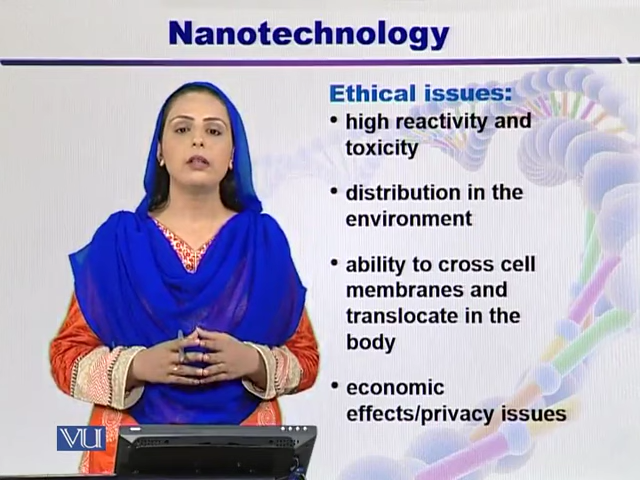 Nanotechnology
Ethical issues:
• high reactivity and
toxicity
• distribution in the
environment
• ability to cross cell
membranes and
translocate in the
body
• economic
effects/privacy issues
VU